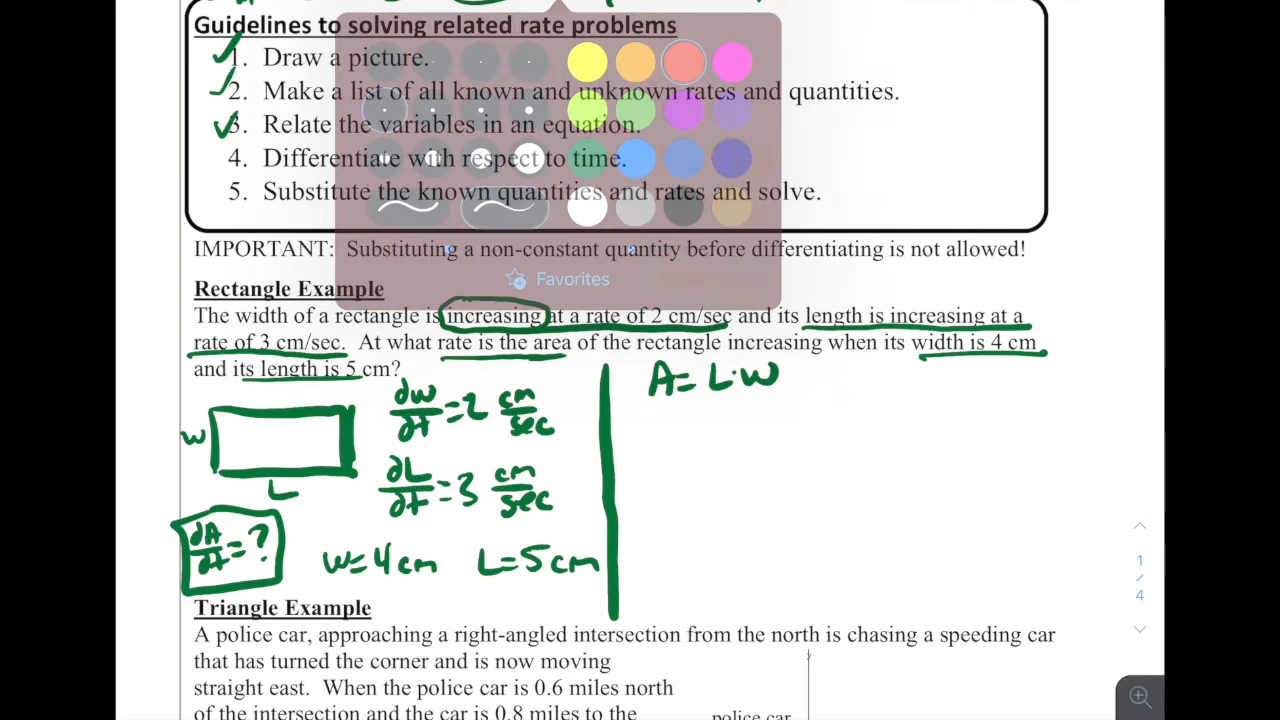 Guidelines to solving related rate problems
1. Draw a picture.
2. Make a list of all known and unknown rates and quantities.
3. Relate the variables in an equation.
4. Differentiate with respect to time.
5. Substitute the known quantities and rates and solve.
IMPORTANT: Substituting a non-constant quantity before differentiating is not allowed!
Favorites
Rectangle Example
The width of a rectangle is increasing at a rate of 2 cm/sec and its length is increasing at a
rate of 3 cm/sec. At what rate is the area of the rectangle increasing when its width is 4 cm
and its length is 5 cm?
A = L·W
W
L
dW/dt = 2 cm/sec
dL/dt = 3 cm/sec
dA/dt = ?
W = 4 cm L = 5 cm
1
/
4
Triangle Example
A police car, approaching a right-angled intersection from the north is chasing a speeding car
that has turned the corner and is now moving
straight east. When the police car is 0.6 miles north
of the intersection and the car is 0.8 miles to the
y
police car